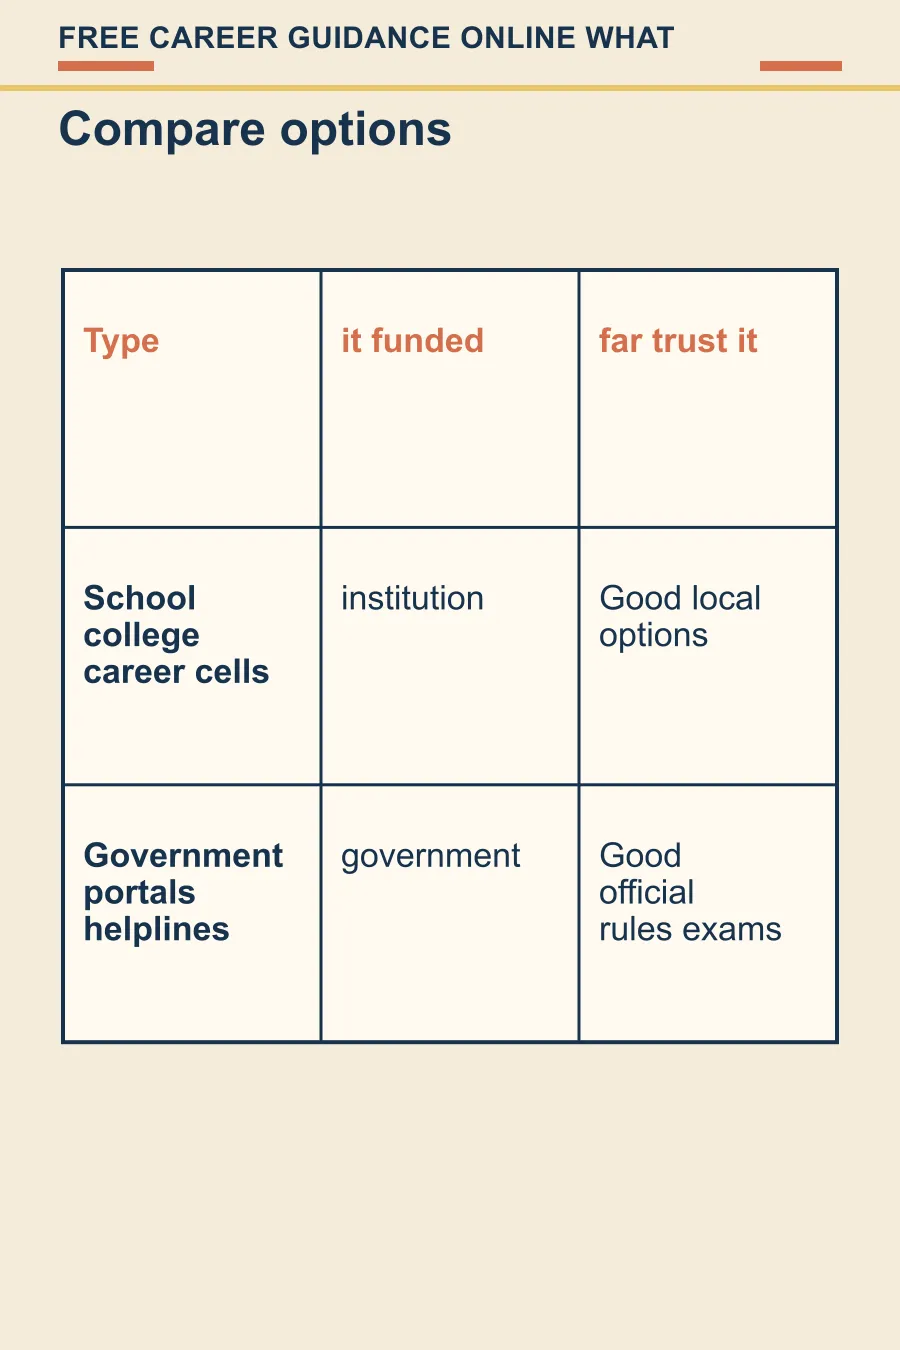 FREE CAREER GUIDANCE ONLINE WHAT
Compare options
Type
it funded
far trust it
School
college
career cells
institution
Good local
options
Government
portals
helplines
government
Good
official
rules exams